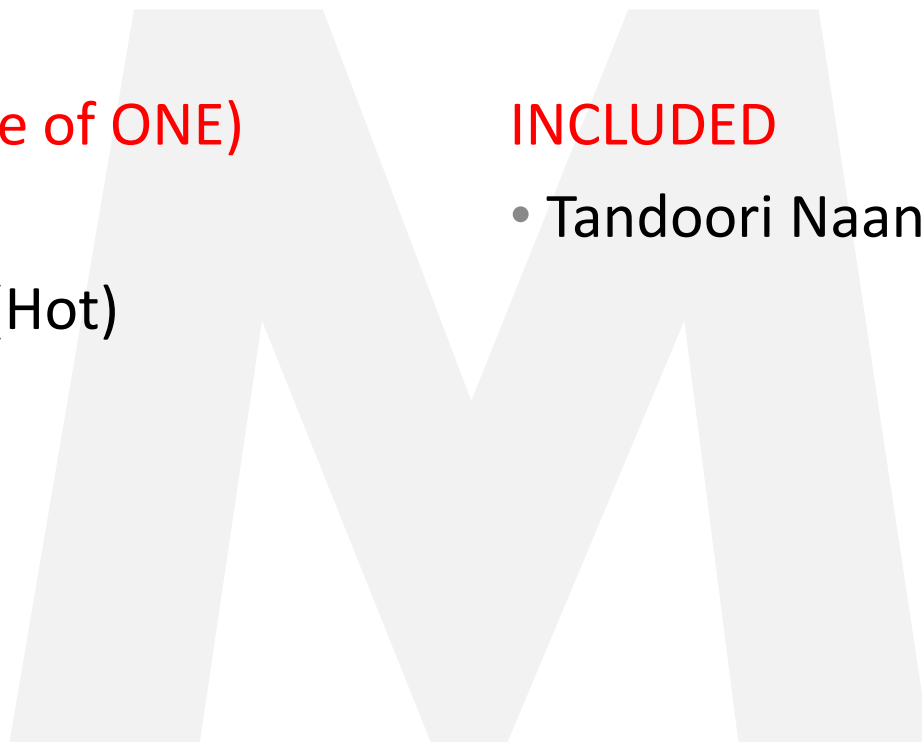 e of ONE)
(Hot)
INCLUDED
• Tandoori Naan